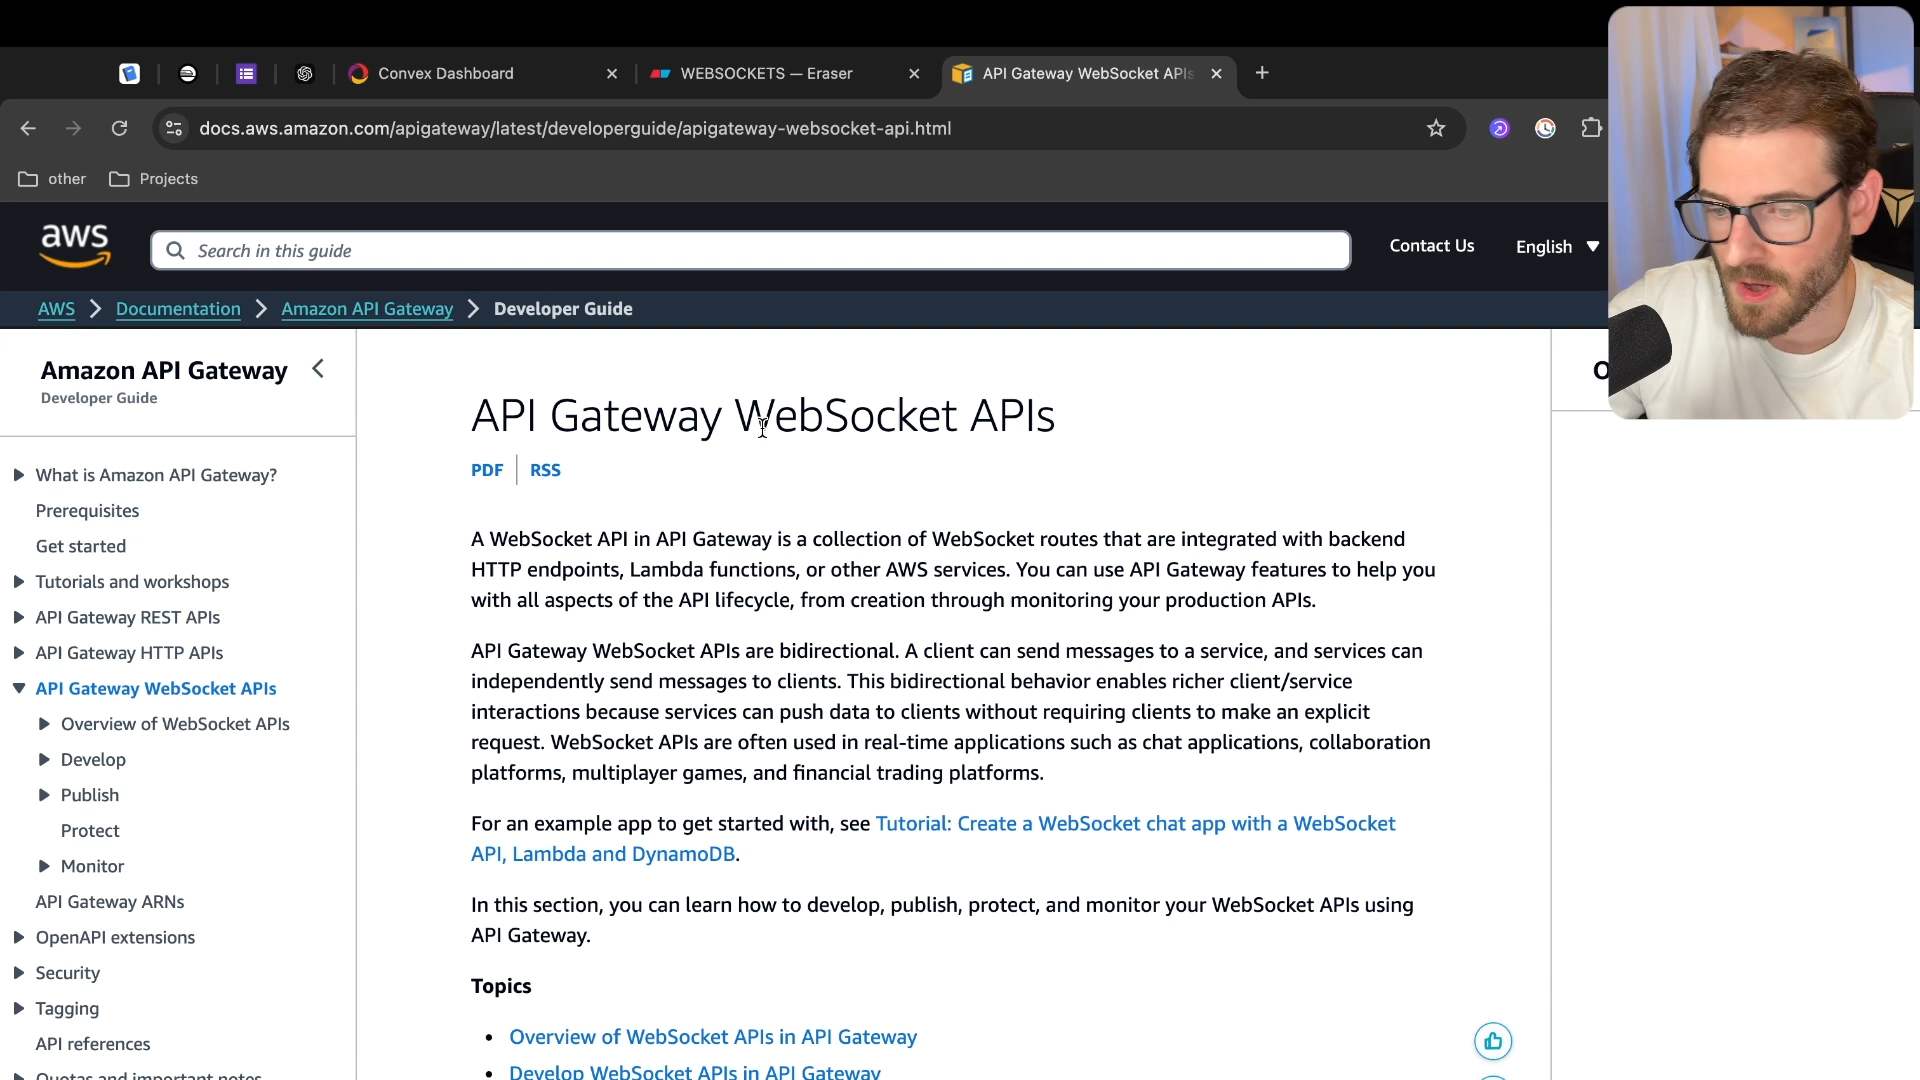 Convex Dashboard
WEBSOCKETS — Eraser
API Gateway WebSocket APIs
docs.aws.amazon.com/apigateway/latest/developerguide/apigateway-websocket-api.html
other
Projects
aws
Search in this guide
Contact Us
English
AWS
Documentation
Amazon API Gateway
Developer Guide
Amazon API Gateway
Developer Guide
What is Amazon API Gateway?
Prerequisites
Get started
Tutorials and workshops
API Gateway REST APIs
API Gateway HTTP APIs
API Gateway WebSocket APIs
Overview of WebSocket APIs
Develop
Publish
Protect
Monitor
API Gateway ARNs
OpenAPI extensions
Security
Tagging
API references
Quotas and important notes
API Gateway WebSocket APIs
PDF
RSS
A WebSocket API in API Gateway is a collection of WebSocket routes that are integrated with backend
HTTP endpoints, Lambda functions, or other AWS services. You can use API Gateway features to help you
with all aspects of the API lifecycle, from creation through monitoring your production APIs.
API Gateway WebSocket APIs are bidirectional. A client can send messages to a service, and services can
independently send messages to clients. This bidirectional behavior enables richer client/service
interactions because services can push data to clients without requiring clients to make an explicit
request. WebSocket APIs are often used in real-time applications such as chat applications, collaboration
platforms, multiplayer games, and financial trading platforms.
For an example app to get started with, see Tutorial: Create a WebSocket chat app with a WebSocket
API, Lambda and DynamoDB.
In this section, you can learn how to develop, publish, protect, and monitor your WebSocket APIs using
API Gateway.
Topics
• Overview of WebSocket APIs in API Gateway
• Develop WebSocket APIs in API Gateway